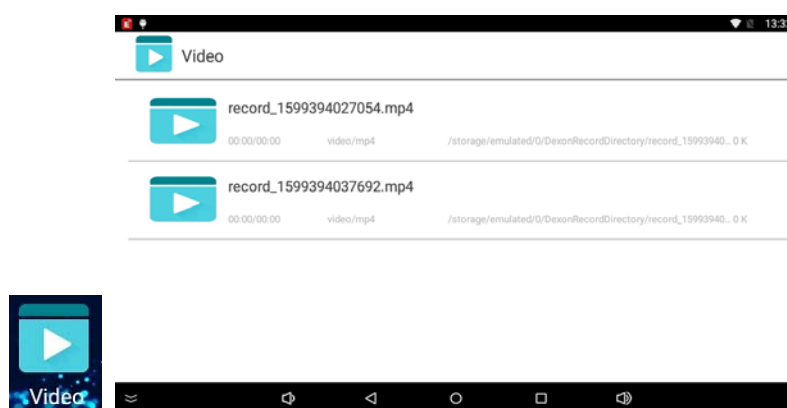 13:33
Video
record_1599394027054.mp4
00:00/00:00 video/mp4 /storage/emulated/0/DexonRecordDirectory/record_15993940... 0 K
record_1599394037692.mp4
00:00/00:00 video/mp4 /storage/emulated/0/DexonRecordDirectory/record_15993940... 0 K
Video